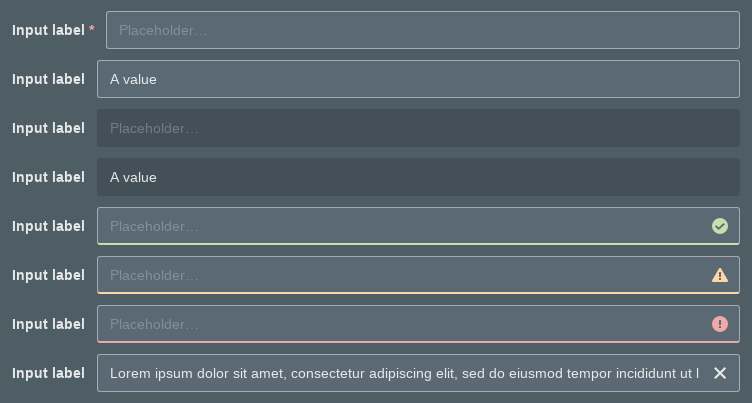 Input label * Placeholder...
Input label A value
Input label Placeholder...
Input label A value
Input label Placeholder...
Input label Placeholder...
Input label Placeholder...
Input label Lorem ipsum dolor sit amet, consectetur adipiscing elit, sed do eiusmod tempor incididunt ut l